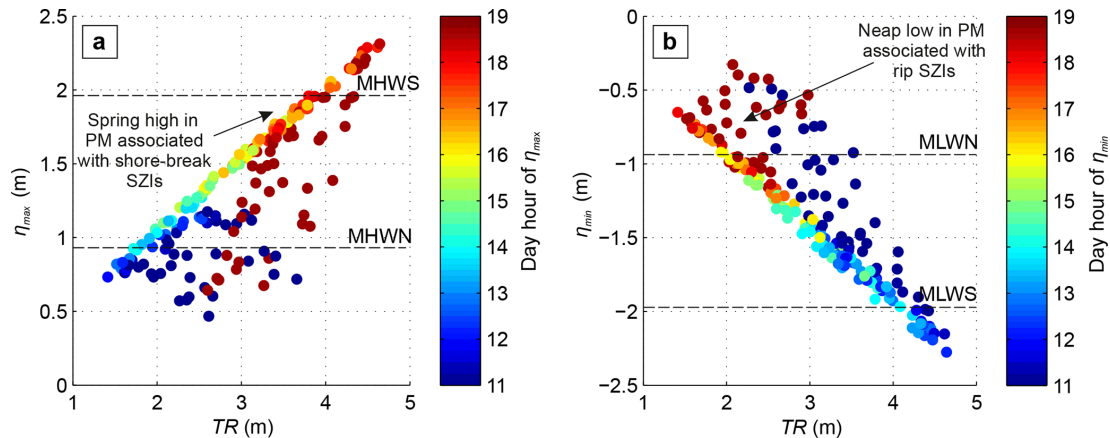 a
2.5
2
1.5
1
0.5
0
η_max (m)
MHWS
MHWN
Spring high in
PM associated
with shore-break
SZIs
1
2
3
4
5
TR (m)
19
18
17
16
15
14
13
12
11
Day hour of η_max
b
−0
−0.5
−1
−1.5
−2
−2.5
η_min (m)
Neap low in PM
associated with
rip SZIs
MLWN
MLWS
1
2
3
4
5
TR (m)
19
18
17
16
15
14
13
12
11
Day hour of η_min